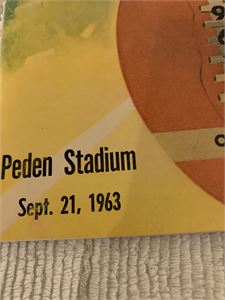 Peden Stadium
Sept. 21, 1963